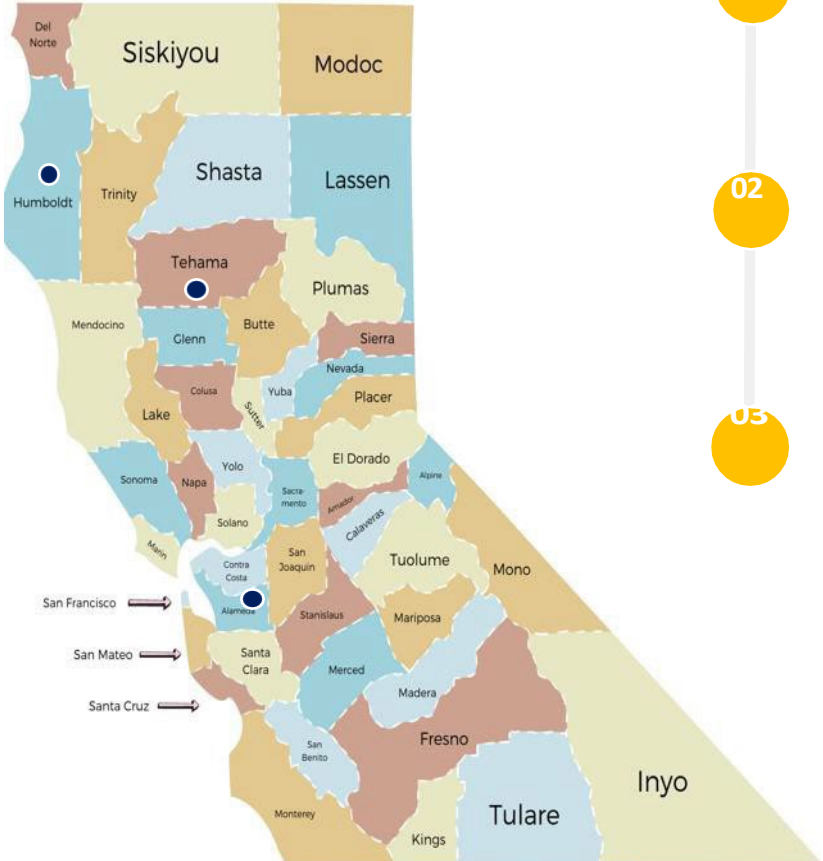 Del
Norte
Siskiyou
Modoc
Shasta
Lassen
Trinity
Humboldt
Tehama
Plumas
Mendocino
Glenn
Butte
Sierra
Nevada
Colusa
Yuba
Placer
Lake
Sutter
El Dorado
Yolo
Sonoma
Napa
Sacra-
mento
Alpine
Amador
Solano
Calaveras
Marin
San
Joaquin
Contra
Costa
Tuolume
Mono
San Francisco
Alameda
Stanislaus
Mariposa
San Mateo
Santa
Clara
Merced
Madera
Santa Cruz
Fresno
San
Benito
Inyo
Monterey
Tulare
Kings
02
03